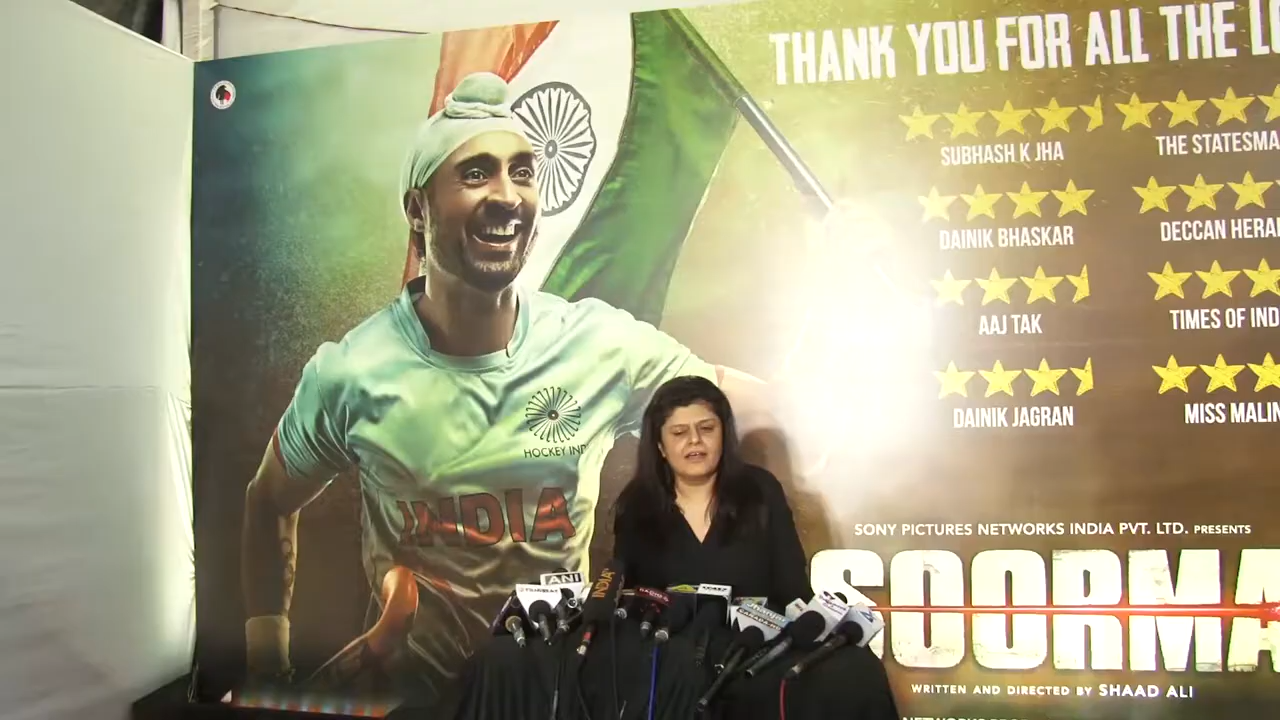 THANK YOU FOR ALL THE LO
SUBHASH K JHA
THE STATESMA
DAINIK BHASKAR
DECCAN HERA
AAJ TAK
TIMES OF IND
DAINIK JAGRAN
MISS MALIN
HOCKEY IND
INDIA
SONY PICTURES NETWORKS INDIA PVT. LTD. PRESENTS
SOORMA
WRITTEN AND DIRECTED BY SHAAD ALI
ANI
INDIA